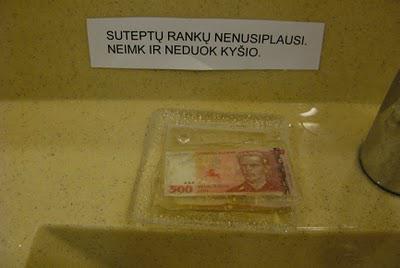 SUTEPTŲ RANKŲ NENUSIPLAUSI.
NEIMK IR NEDUOK KYŠIO.
500